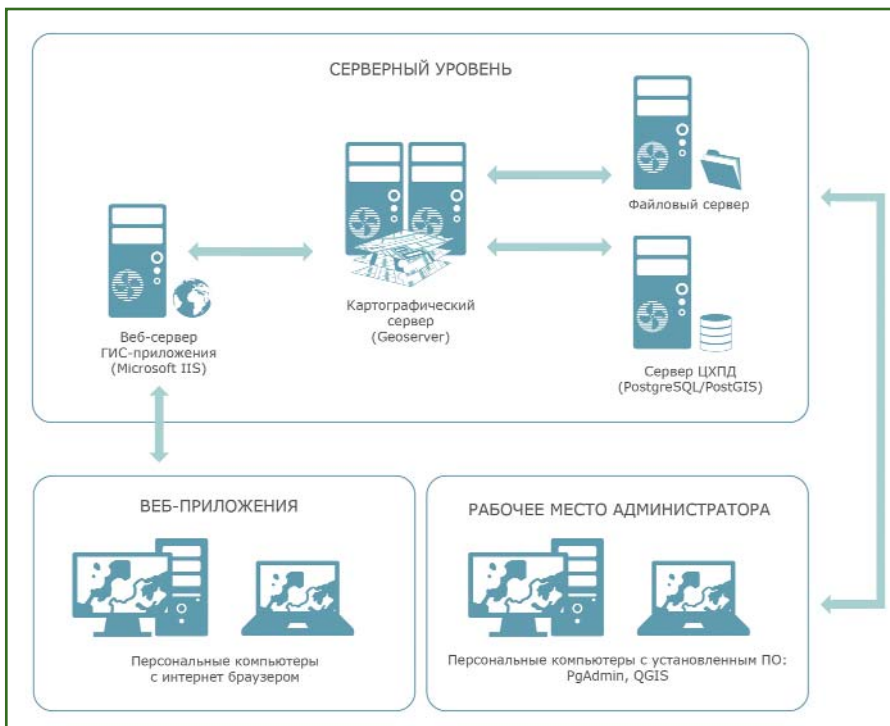 СЕРВЕРНЫЙ УРОВЕНЬ
Файловый сервер
Картографический
сервер
(Geoserver)
Веб-сервер
ГИС-приложения
(Microsoft IIS)
Сервер ЦХПД
(PostgreSQL/PostGIS)
ВЕБ-ПРИЛОЖЕНИЯ
Персональные компьютеры
с интернет браузером
РАБОЧЕЕ МЕСТО АДМИНИСТРАТОРА
Персональные компьютеры с установленным ПО:
PgAdmin, QGIS